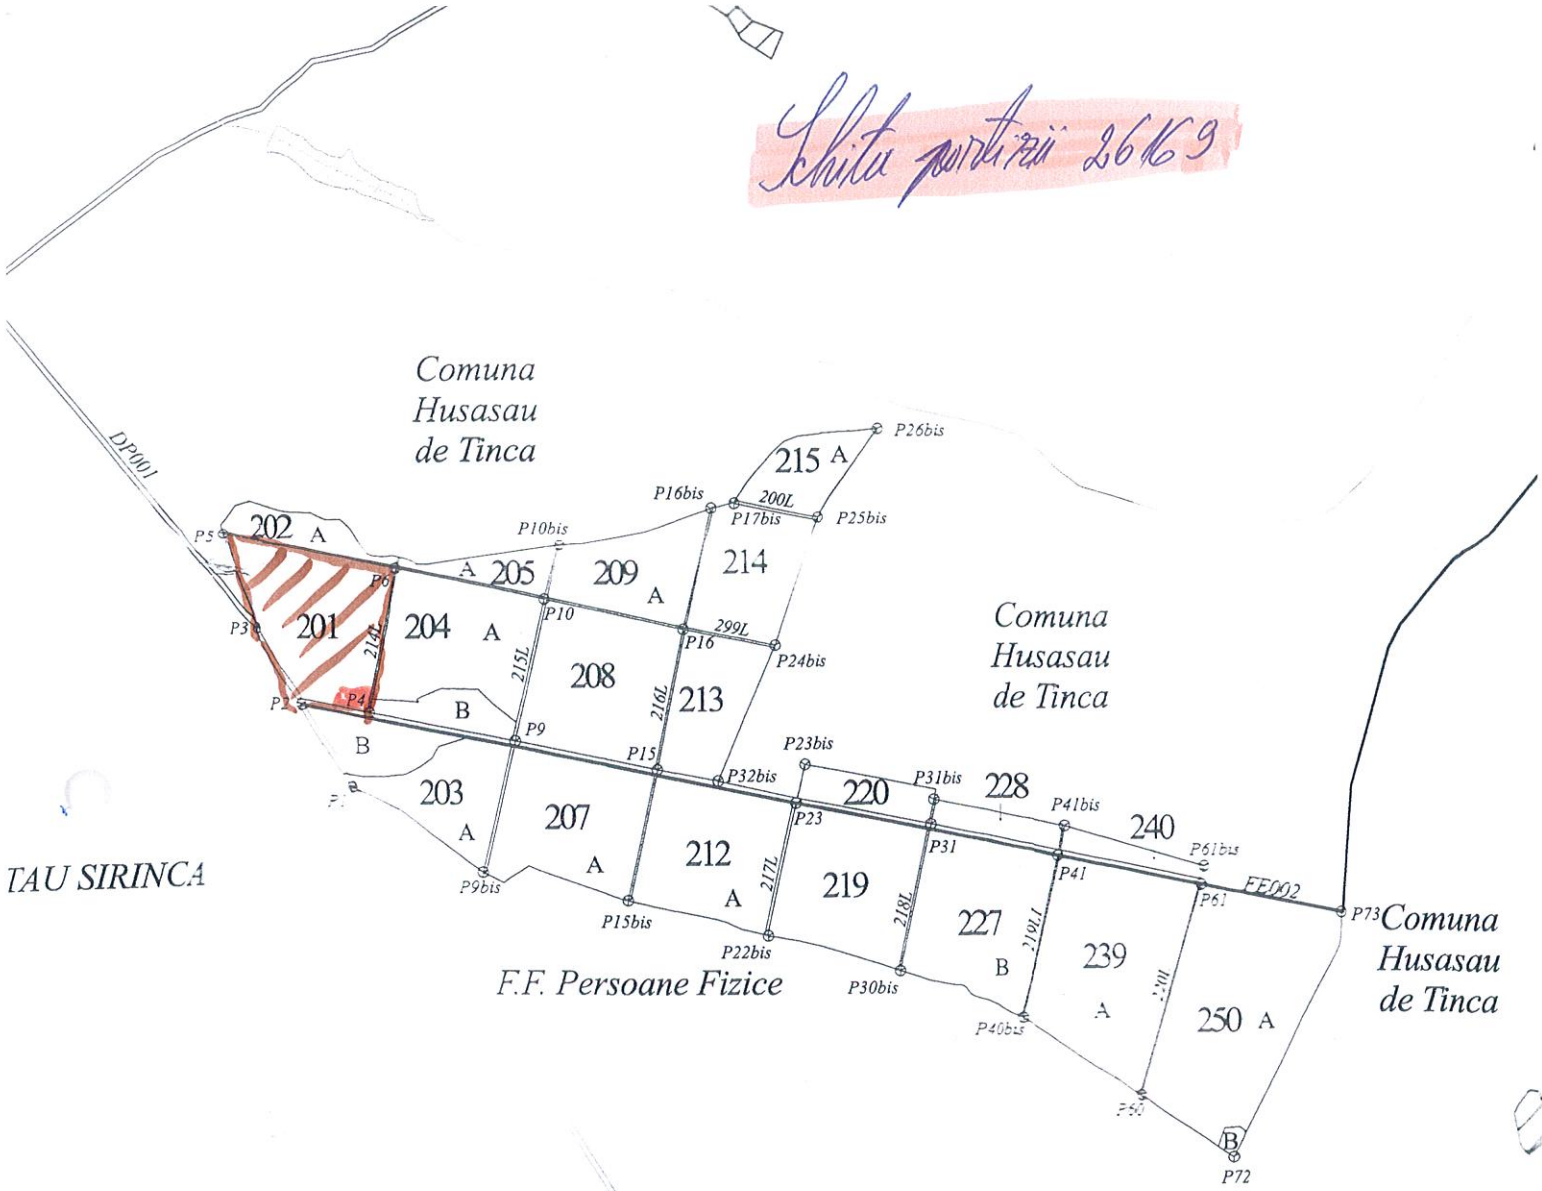 Schita partizii 26169
Comuna
Husasau
de Tinca
DP001
P26bis
215 A
P16bis
200L
P17bis
P25bis
P5
202 A
P10bis
A 205
209
A
214
P6
P10
P3
201
214L
204
A
215L
P16
299L
P24bis
Comuna
Husasau
de Tinca
208
216L
213
P2
P4
B
B
P9
P15
P32bis
P23bis
P31bis
228
220
P41bis
240
P61bis
203
A
207
A
P23
P31
P41
P61
FE002
P73
TAU SIRINCA
P9bis
212
A
217L
219
218L
227
B
239
A
250 A
Comuna
Husasau
de Tinca
P15bis
P22bis
P30bis
P40bis
F.F. Persoane Fizice
P60
B
P72